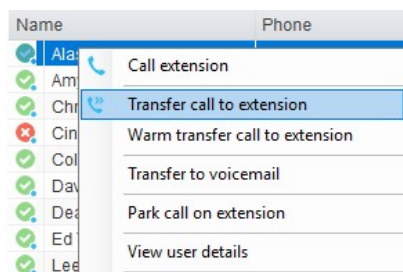 Name Phone
Ala
Call extension
Am
Chr
Transfer call to extension
Cin
Warm transfer call to extension
Col
Transfer to voicemail
Dav
Dea
Park call on extension
Ed
View user details
Lee